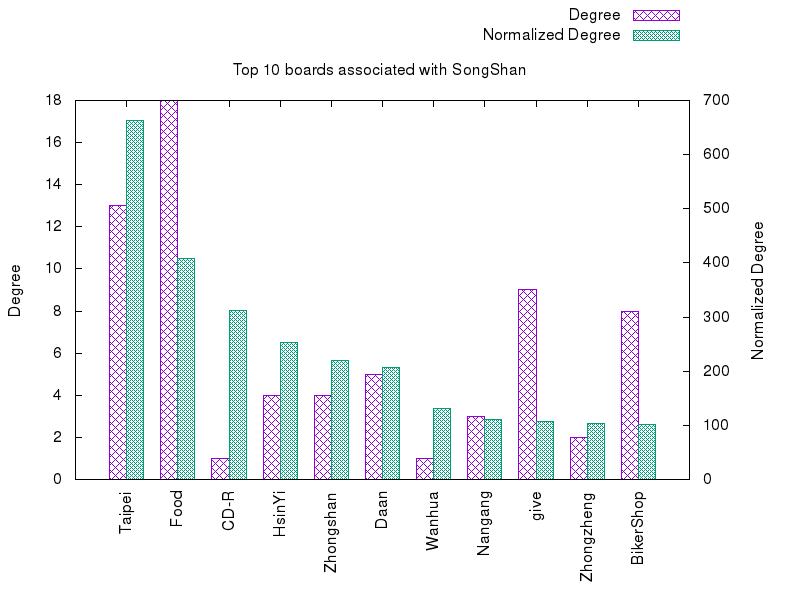 Degree
Normalized Degree
Top 10 boards associated with SongShan
18
16
14
12
10
8
6
4
2
0
700
600
500
400
300
200
100
0
Degree
Normalized Degree
Taipei
Food
CD-R
HsinYi
Zhongshan
Daan
Wanhua
Nangang
give
Zhongzheng
BikerShop